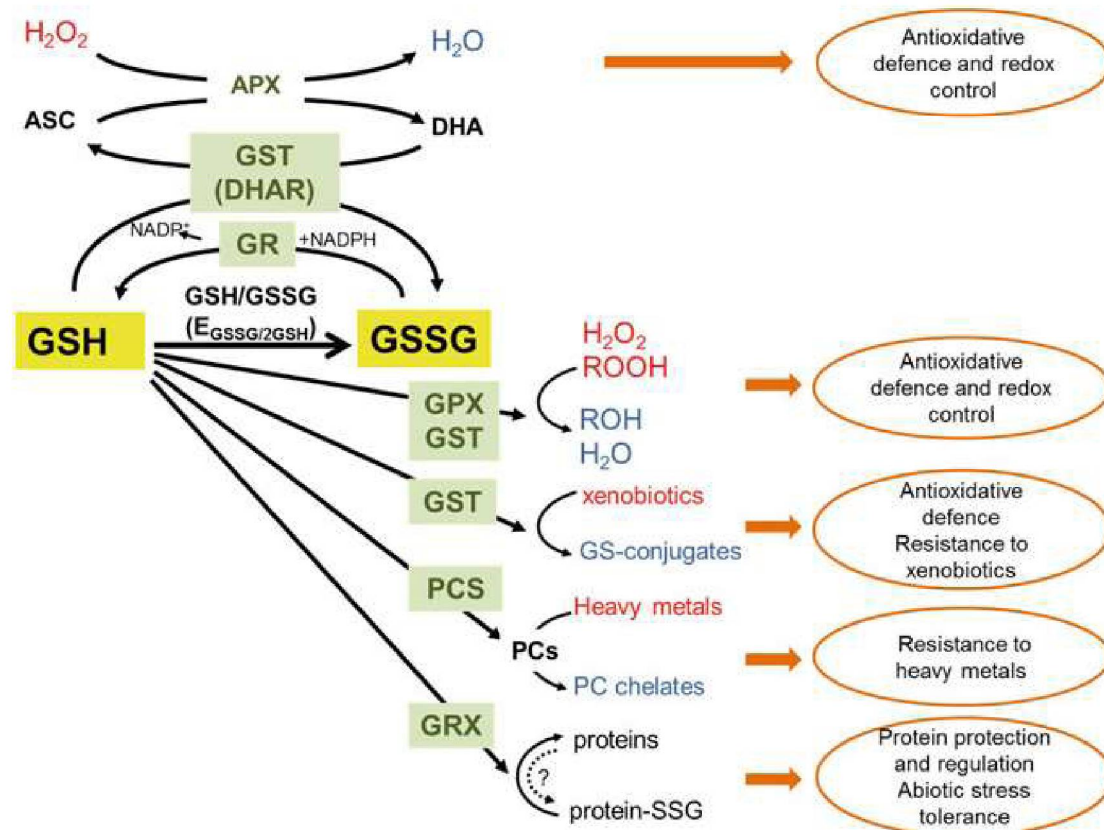 H₂O₂
H₂O
APX
ASC
DHA
GST
(DHAR)
NADP⁺
GR
+NADPH
GSH/GSSG
(E_GSSG/2GSH)
GSH
GSSG
Antioxidative
defence and redox
control
GPX
GST
H₂O₂
ROOH
ROH
H₂O
Antioxidative
defence and redox
control
GST
xenobiotics
GS-conjugates
Antioxidative
defence
Resistance to
xenobiotics
PCS
PCs
Heavy metals
PC chelates
Resistance to
heavy metals
GRX
proteins
?
protein-SSG
Protein protection
and regulation
Abiotic stress
tolerance